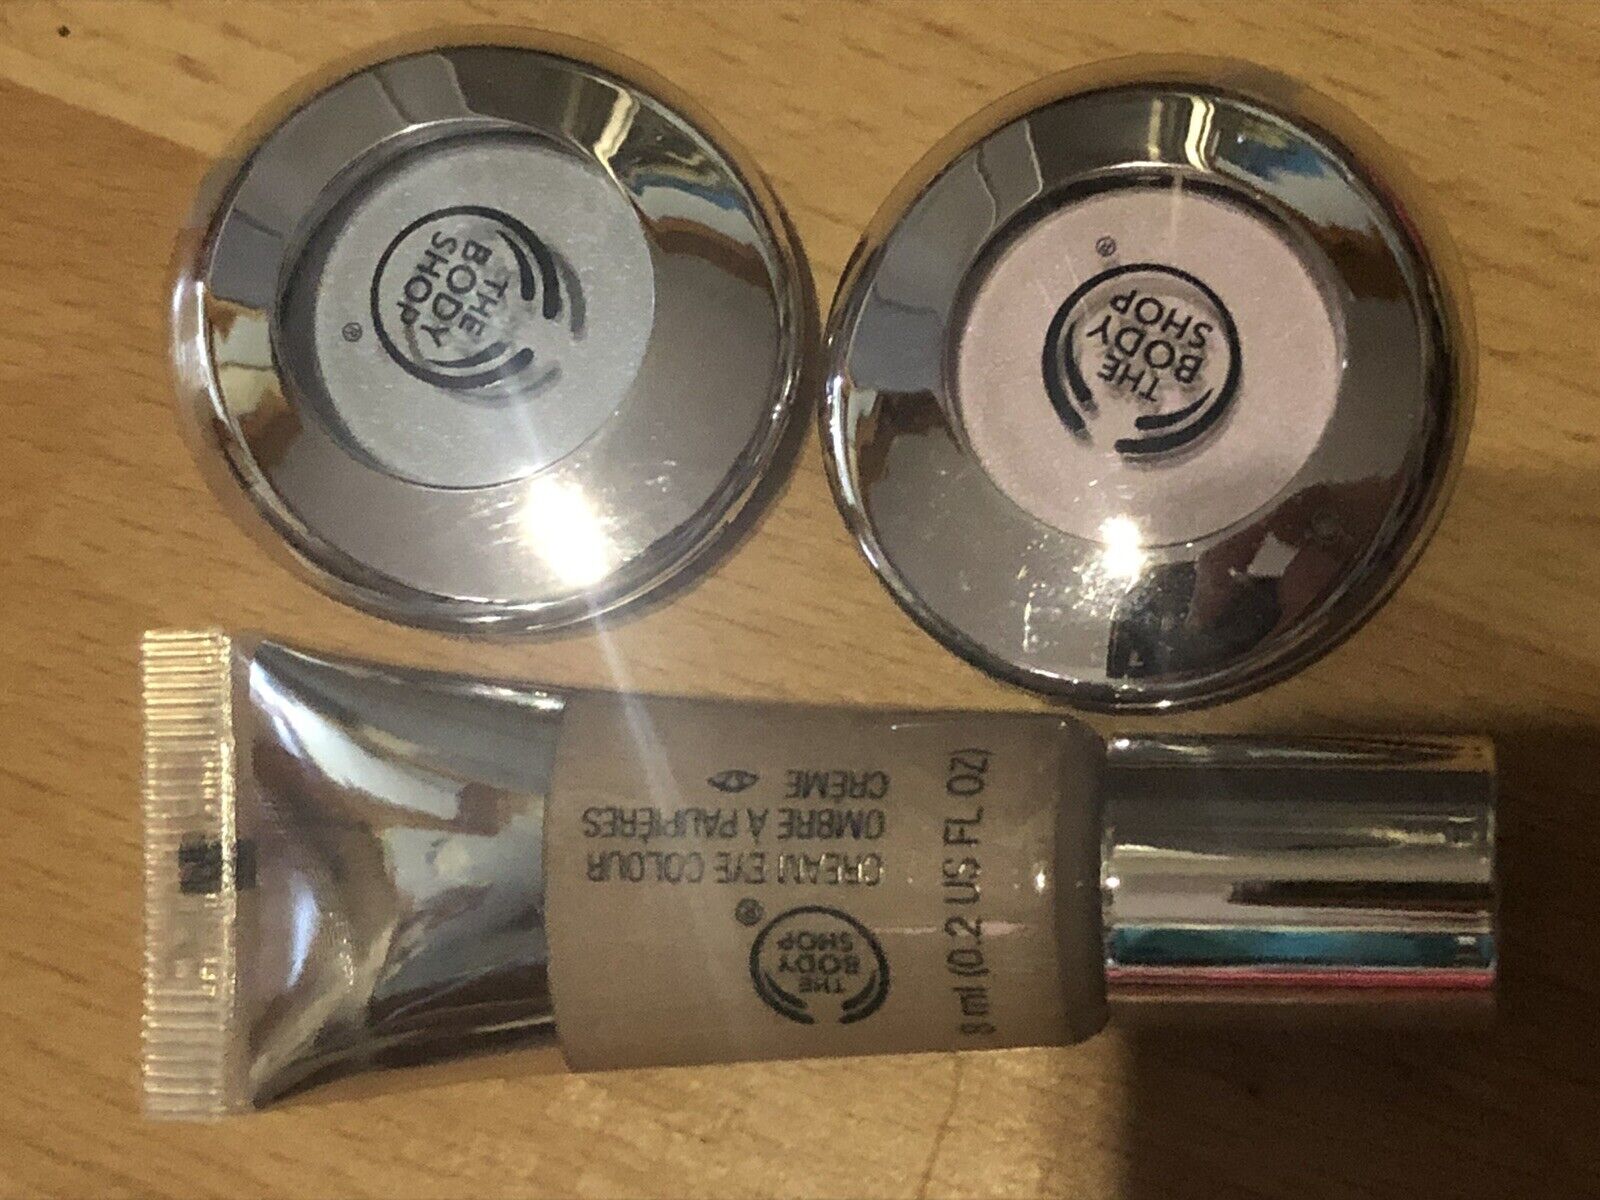 THE
BODY
SHOP
®
THE
BODY
SHOP
®
THE
BODY
SHOP
®
CREAM EYE COLOUR
OMBRE À PAUPIÈRES
CRÈME
8 ml (0.2 US FL OZ)